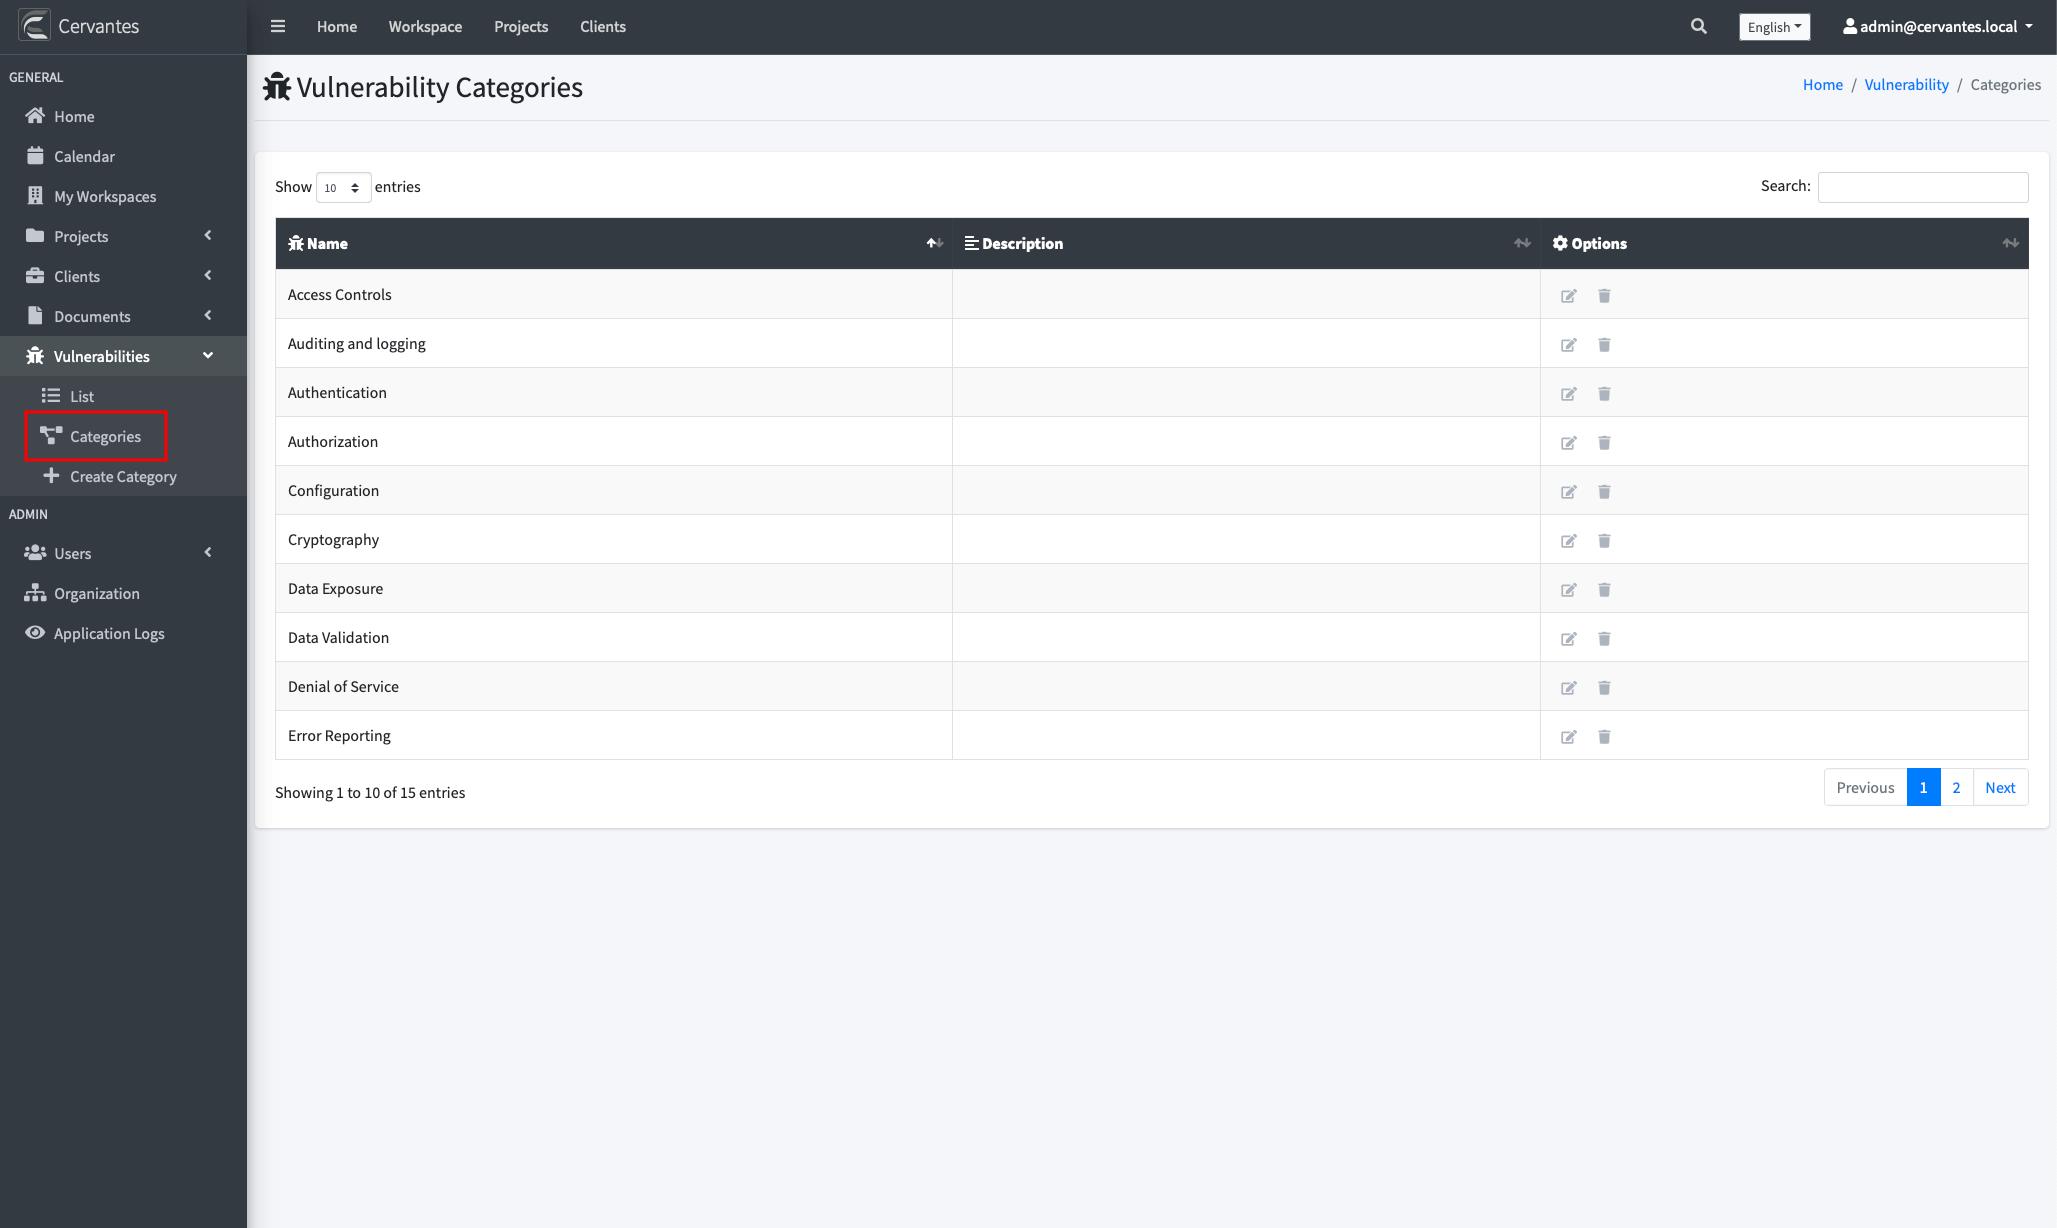 Cervantes
Home Workspace Projects Clients
English
admin@cervantes.local
GENERAL
Home
Calendar
My Workspaces
Projects
Clients
Documents
Vulnerabilities
List
Categories
Create Category
ADMIN
Users
Organization
Application Logs
Vulnerability Categories
Home / Vulnerability / Categories
Show 10 entries
Search:
Name Description Options
Access Controls
Auditing and logging
Authentication
Authorization
Configuration
Cryptography
Data Exposure
Data Validation
Denial of Service
Error Reporting
Showing 1 to 10 of 15 entries
Previous 1 2 Next